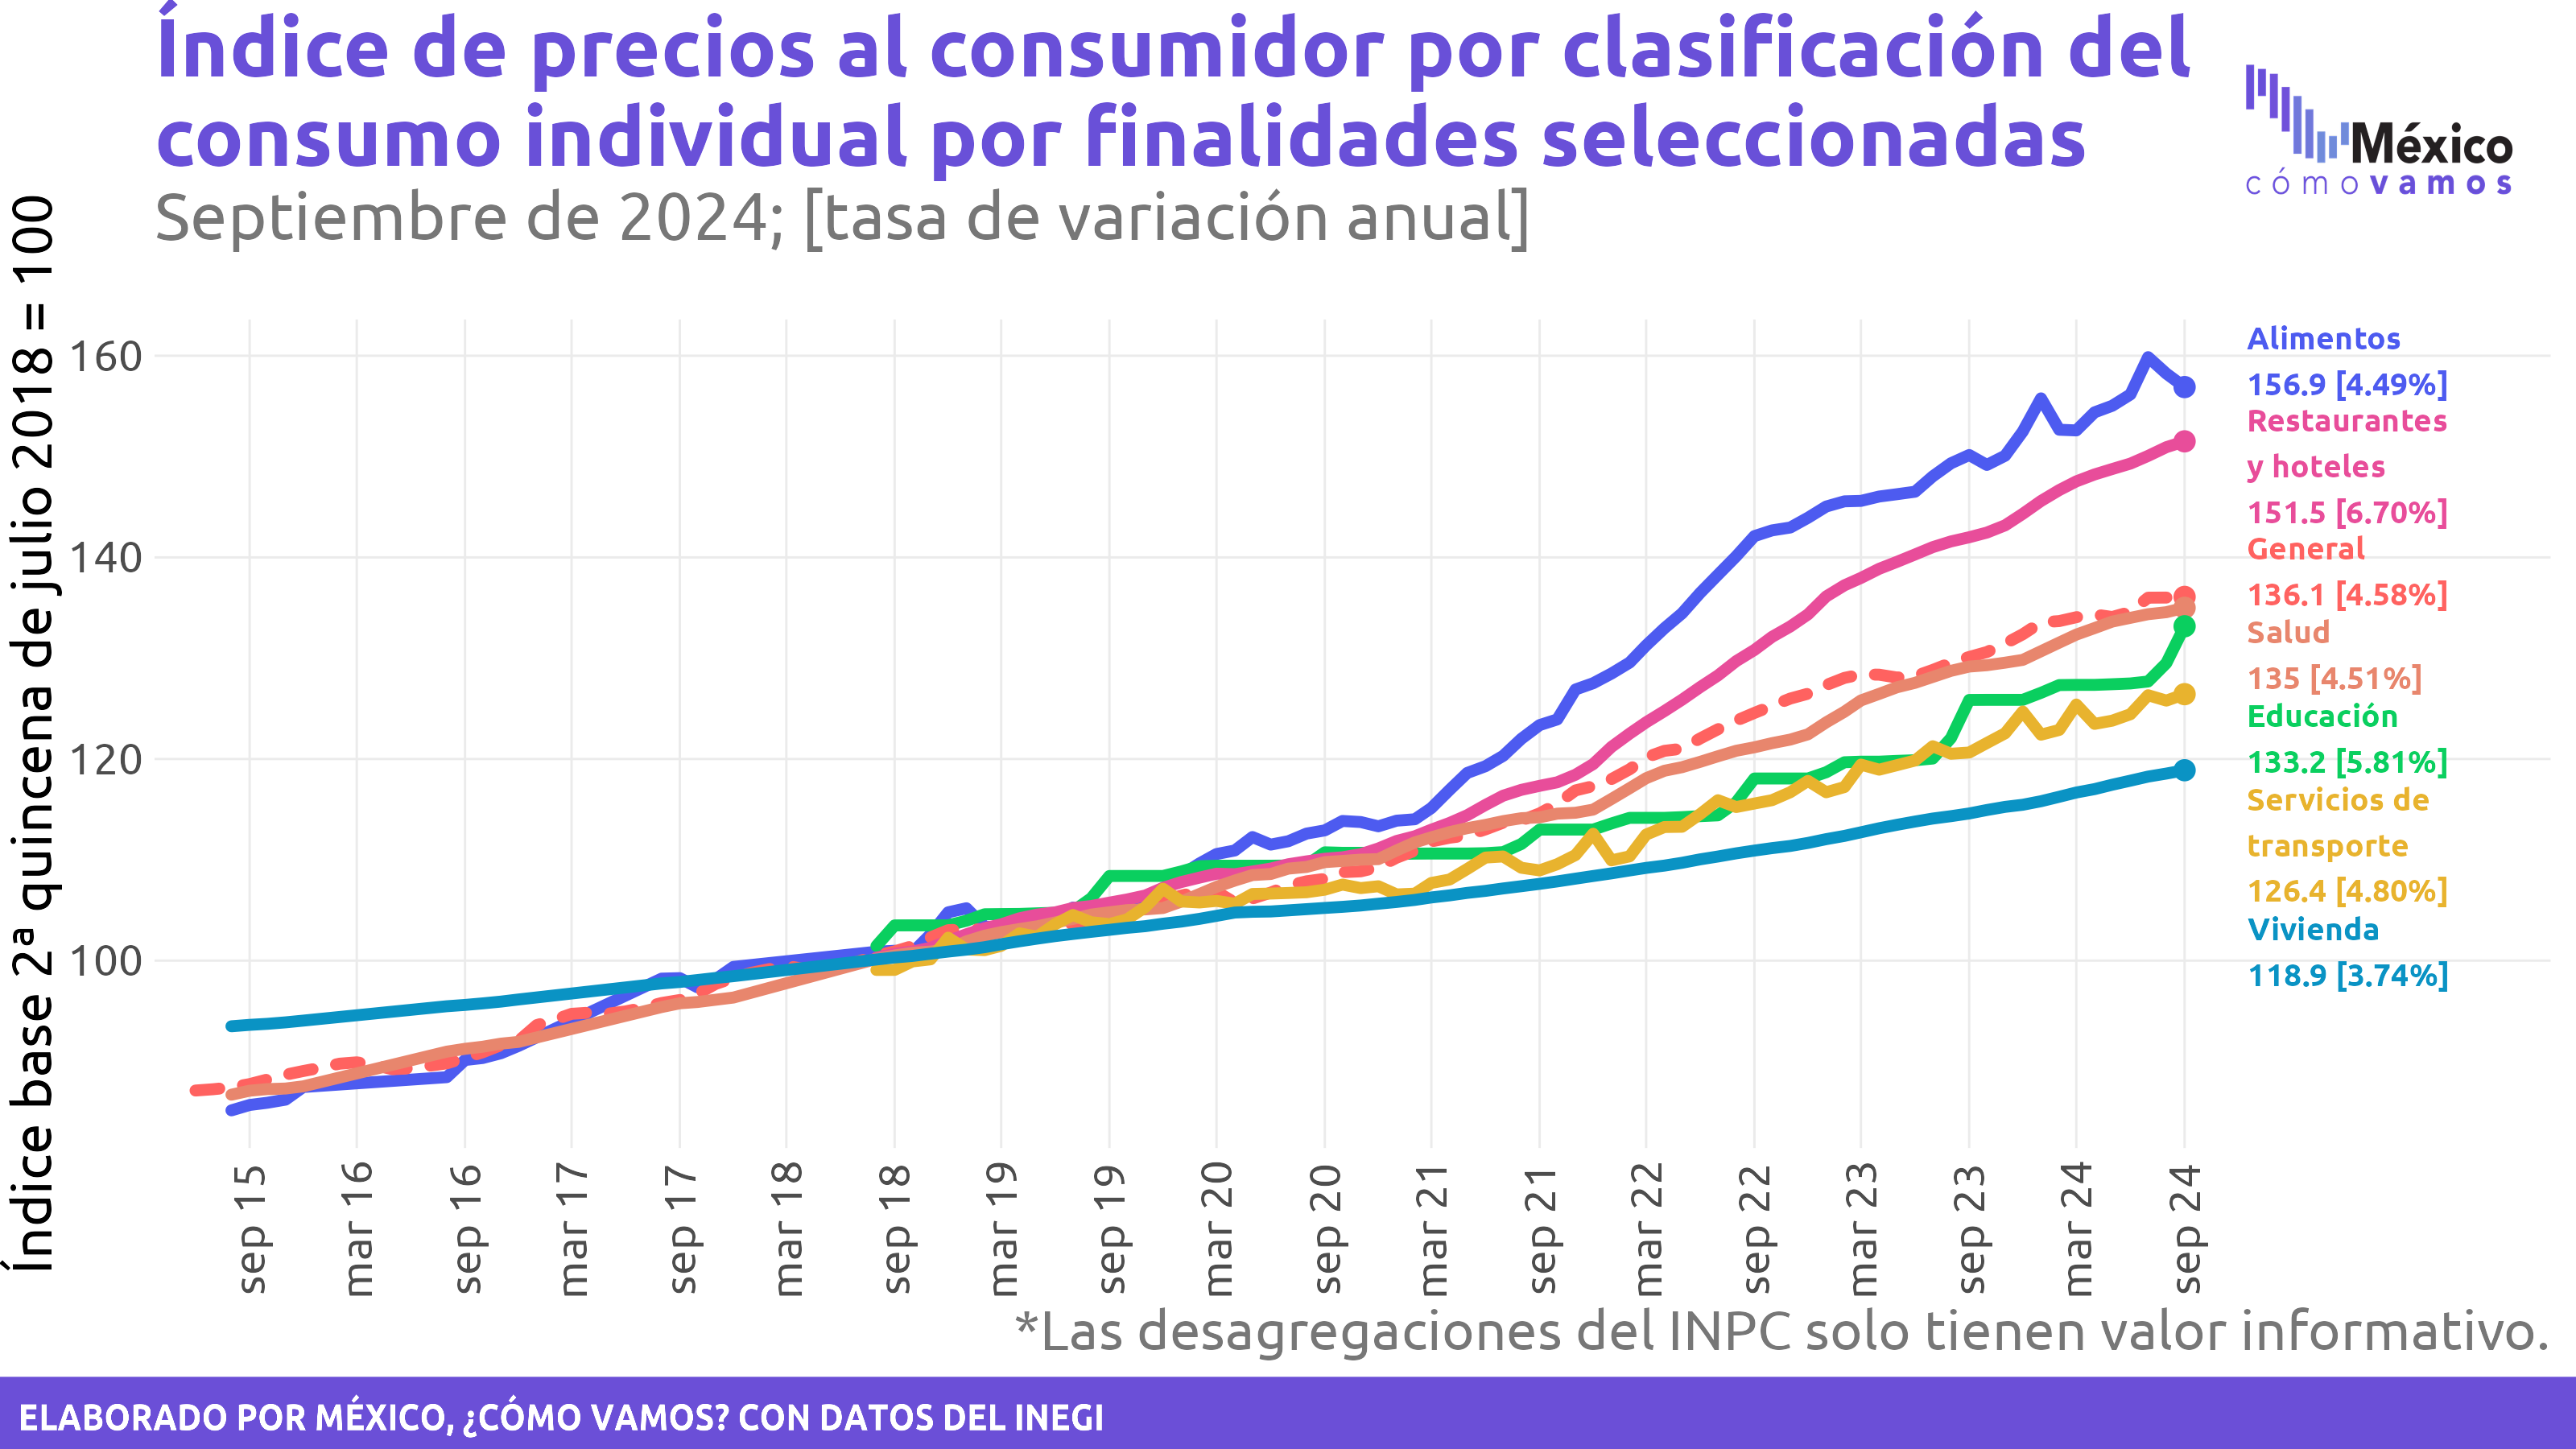 Índice de precios al consumidor por clasificación del
consumo individual por finalidades seleccionadas
Septiembre de 2024; [tasa de variación anual]
México
cómo vamos
Índice base 2ª quincena de julio 2018 = 100
160
140
120
100
Alimentos
156.9 [4.49%]
Restaurantes
y hoteles
151.5 [6.70%]
General
136.1 [4.58%]
Salud
135 [4.51%]
Educación
133.2 [5.81%]
Servicios de
transporte
126.4 [4.80%]
Vivienda
118.9 [3.74%]
sep 15
mar 16
sep 16
mar 17
sep 17
mar 18
sep 18
mar 19
sep 19
mar 20
sep 20
mar 21
sep 21
mar 22
sep 22
mar 23
sep 23
mar 24
sep 24
*Las desagregaciones del INPC solo tienen valor informativo.
ELABORADO POR MÉXICO, ¿CÓMO VAMOS? CON DATOS DEL INEGI